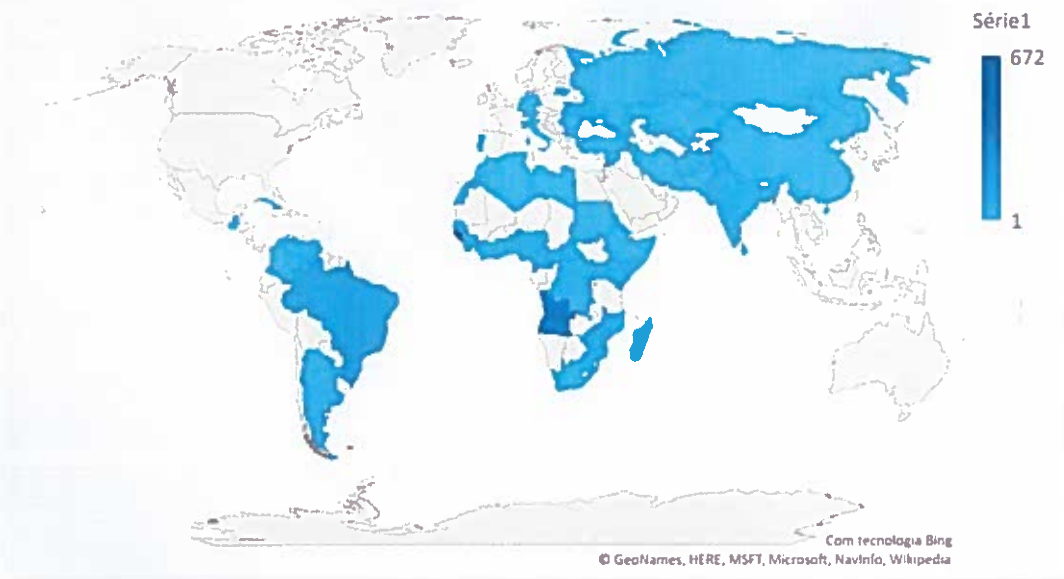 Série1
672
1
Com tecnologia Bing
© GeoNames, HERE, MSFT, Microsoft, NavInfo, Wikipedia